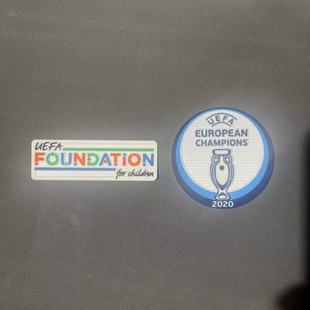 UEFA
FOUNDATION
for children
UEFA
EUROPEAN
CHAMPIONS
2020